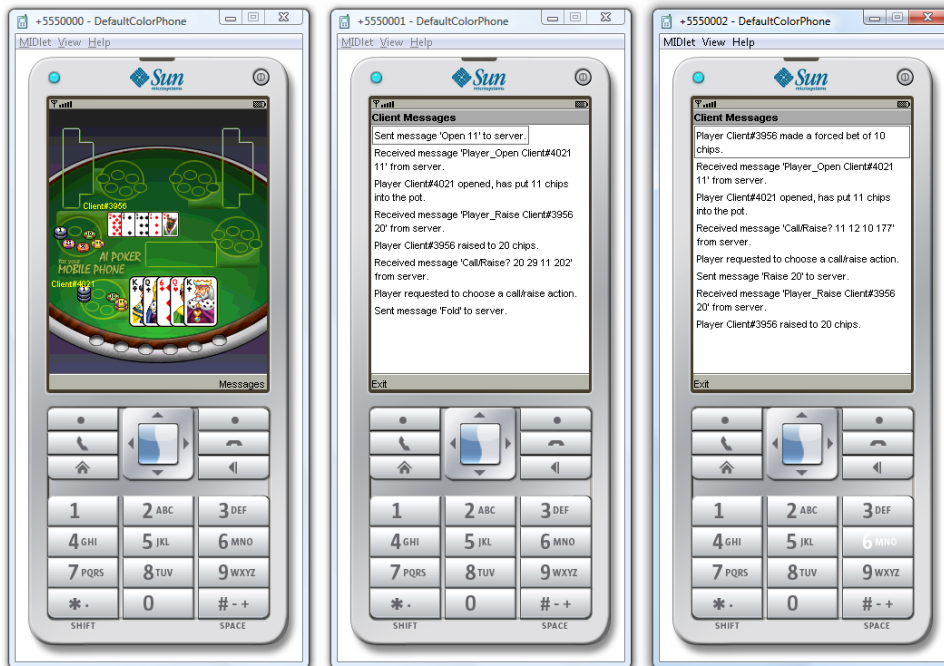 +5550000 - DefaultColorPhone
MIDlet View Help
Sun
microsystems
Client#3956
AI POKER
for your
MOBILE PHONE
Client#4021
Messages
1
2 ABC
3 DEF
4 GHI
5 JKL
6 MNO
7 PQRS
8 TUV
9 WXYZ
* .
0
# - +
SHIFT
SPACE
+5550001 - DefaultColorPhone
MIDlet View Help
Sun
microsystems
Client Messages
Sent message 'Open 11' to server.
Received message 'Player_Open Client#4021
11' from server.
Player Client#4021 opened, has put 11 chips
into the pot.
Received message 'Player_Raise Client#3956
20' from server.
Player Client#3956 raised to 20 chips.
Received message 'Call/Raise? 20 29 11 202'
from server.
Player requested to choose a call/raise action.
Sent message 'Fold' to server.
Exit
1
2 ABC
3 DEF
4 GHI
5 JKL
6 MNO
7 PQRS
8 TUV
9 WXYZ
* .
0
# - +
SHIFT
SPACE
+5550002 - DefaultColorPhone
MIDlet View Help
Sun
microsystems
Client Messages
Player Client#3956 made a forced bet of 10
chips.
Received message 'Player_Open Client#4021
11' from server.
Player Client#4021 opened, has put 11 chips
into the pot.
Received message 'Call/Raise? 11 12 10 177'
from server.
Player requested to choose a call/raise action.
Sent message 'Raise 20' to server.
Received message 'Player_Raise Client#3956
20' from server.
Player Client#3956 raised to 20 chips.
Exit
1
2 ABC
3 DEF
4 GHI
5 JKL
6 MNO
7 PQRS
8 TUV
9 WXYZ
* .
0
# - +
SHIFT
SPACE